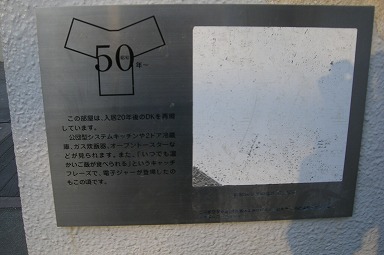 50
昭和
年～
この部屋は、入居20年後のDKを再現
しています。
公団型システムキッチンや2ドア冷蔵
庫、ガス炊飯器、オーブントースターな
どが見られます。また、「いつでも温
かいご飯が食べられる」というキャッチ
フレーズで、電子ジャーが登場したの
もこの頃です。